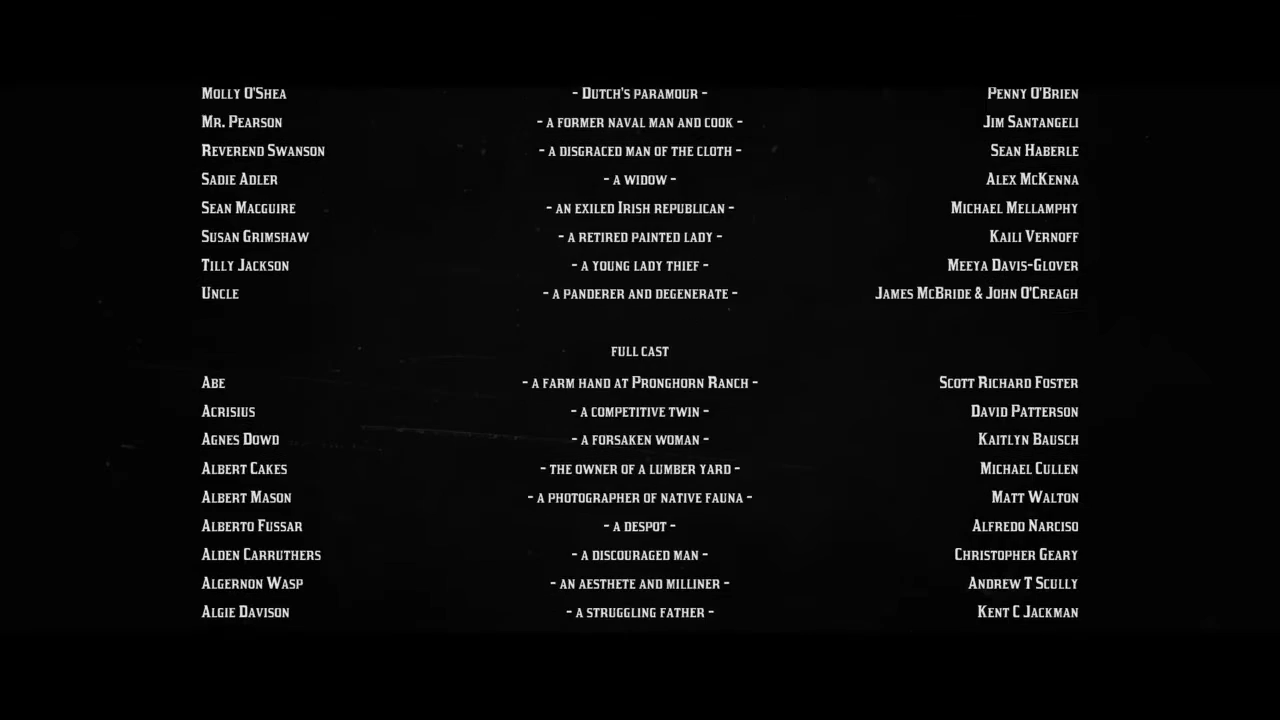 Molly O'Shea - Dutch's paramour - Penny O'Brien
Mr. Pearson - a former naval man and cook - Jim Santangeli
Reverend Swanson - a disgraced man of the cloth - Sean Haberle
Sadie Adler - a widow - Alex McKenna
Sean Macguire - an exiled Irish republican - Michael Mellamphy
Susan Grimshaw - a retired painted lady - Kaili Vernoff
Tilly Jackson - a young lady thief - Meeya Davis-Glover
Uncle - a panderer and degenerate - James McBride & John O'Creagh
full cast
Abe - a farm hand at Pronghorn Ranch - Scott Richard Foster
Acrisius - a competitive twin - David Patterson
Agnes Dowd - a forsaken woman - Kaitlyn Bausch
Albert Cakes - the owner of a lumber yard - Michael Cullen
Albert Mason - a photographer of native fauna - Matt Walton
Alberto Fussar - a despot - Alfredo Narciso
Alden Carruthers - a discouraged man - Christopher Geary
Algernon Wasp - an aesthete and milliner - Andrew T Scully
Algie Davison - a struggling father - Kent C Jackman